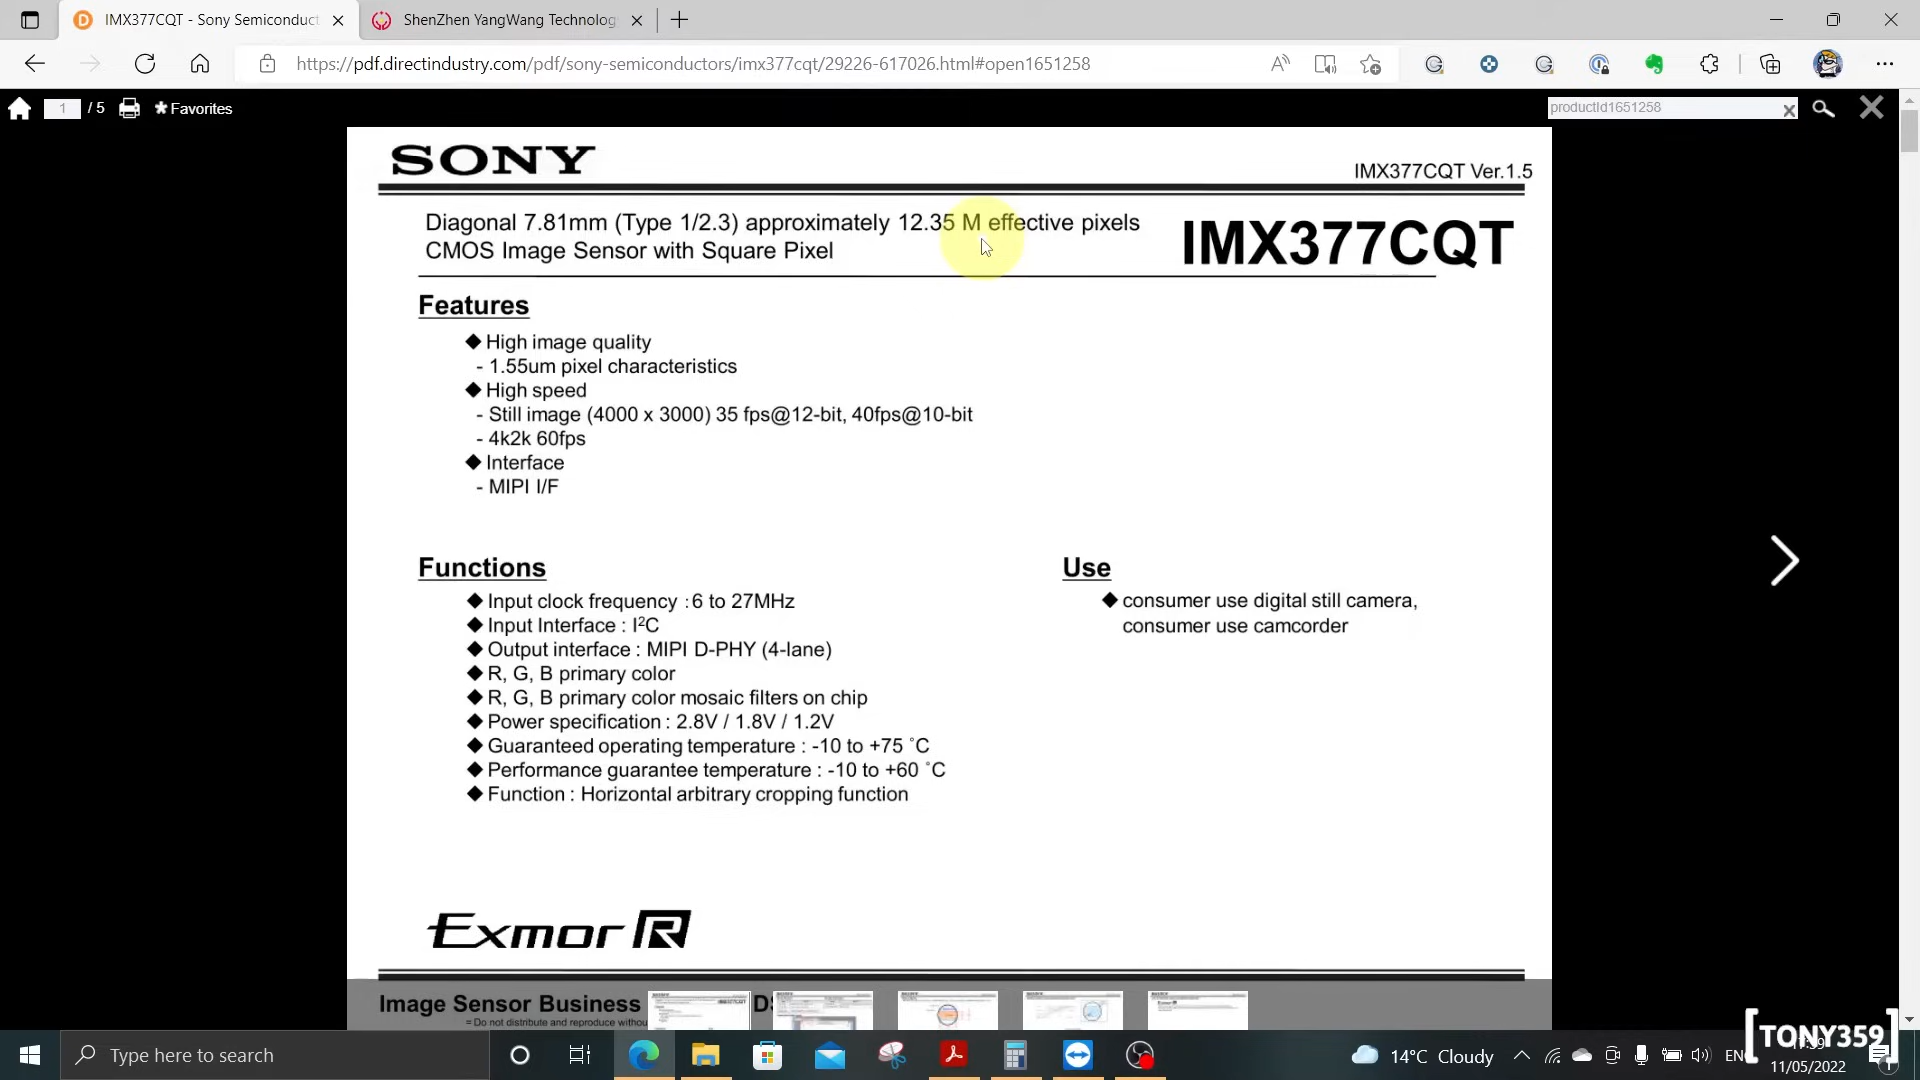 IMX377CQT - Sony Semiconduct
ShenZhen YangWang Technolog
https://pdf.directindustry.com/pdf/sony-semiconductors/imx377cqt/29226-617026.html#open1651258
1 / 5 Favorites
productId1651258
SONY
IMX377CQT Ver.1.5
Diagonal 7.81mm (Type 1/2.3) approximately 12.35 M effective pixels
CMOS Image Sensor with Square Pixel
IMX377CQT
Features
◆ High image quality
- 1.55um pixel characteristics
◆ High speed
- Still image (4000 x 3000) 35 fps@12-bit, 40fps@10-bit
- 4k2k 60fps
◆ Interface
- MIPI I/F
Functions
◆ Input clock frequency : 6 to 27MHz
◆ Input Interface : I²C
◆ Output interface : MIPI D-PHY (4-lane)
◆ R, G, B primary color
◆ R, G, B primary color mosaic filters on chip
◆ Power specification : 2.8V / 1.8V / 1.2V
◆ Guaranteed operating temperature : -10 to +75 ˚C
◆ Performance guarantee temperature : -10 to +60 ˚C
◆ Function : Horizontal arbitrary cropping function
Use
◆ consumer use digital still camera,
consumer use camcorder
Exmor R
Image Sensor Business
= Do not distribute and reproduce withou
Type here to search
14°C Cloudy
[TONY359]
11/05/2022